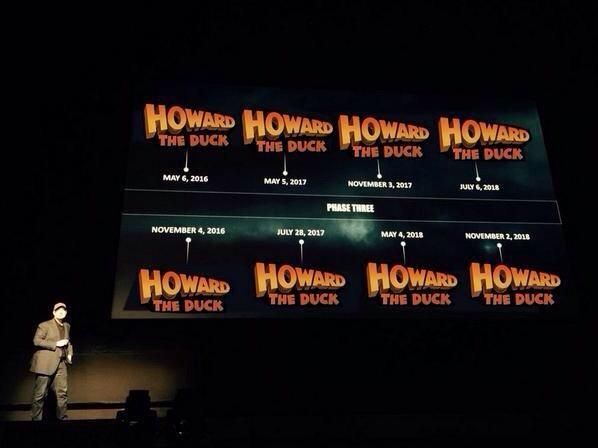 HOWARD
THE DUCK
HOWARD
THE DUCK
HOWARD
THE DUCK
HOWARD
THE DUCK
MAY 6, 2016
MAY 5, 2017
NOVEMBER 3, 2017
JULY 6, 2018
PHASE THREE
NOVEMBER 4, 2016
JULY 28, 2017
MAY 4, 2018
NOVEMBER 2, 2018
HOWARD
THE DUCK
HOWARD
THE DUCK
HOWARD
THE DUCK
HOWARD
THE DUCK